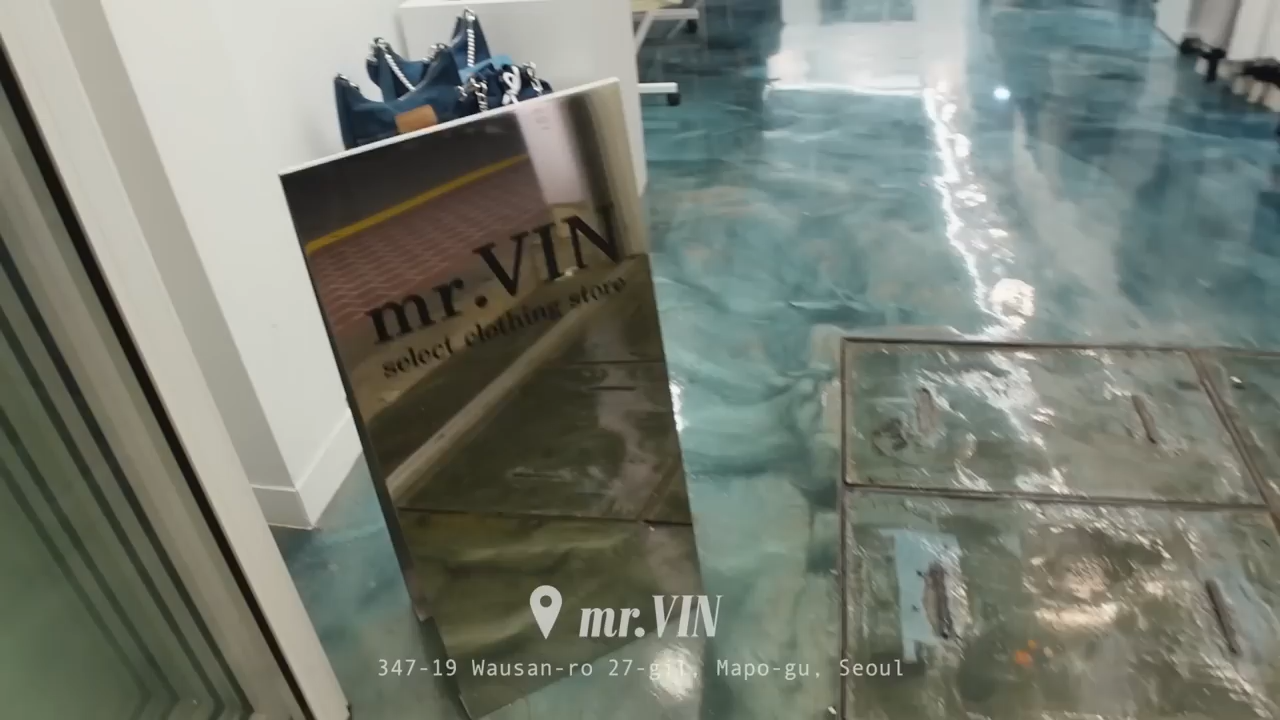 mr.VIN
select clothing store
mr.VIN
347-19 Wausan-ro 27-gil, Mapo-gu, Seoul